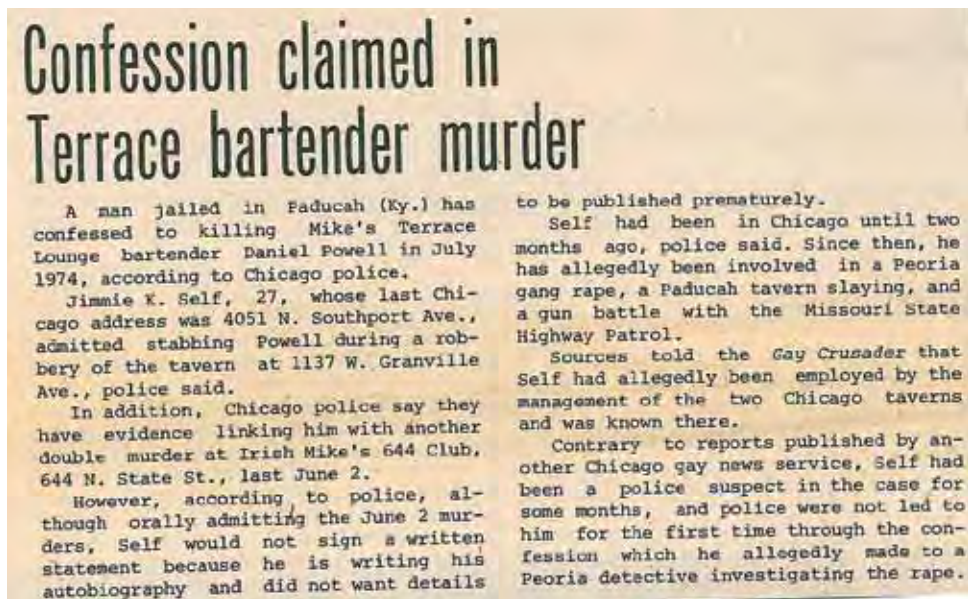 Confession claimed in
Terrace bartender murder
A man jailed in Paducah (Ky.) has
confessed to killing Mike's Terrace
Lounge bartender Daniel Powell in July
1974, according to Chicago police.
Jimmie K. Self, 27, whose last Chi-
cago address was 4051 N. Southport Ave.,
admitted stabbing Powell during a rob-
bery of the tavern at 1137 W. Granville
Ave., police said.
In addition, Chicago police say they
have evidence linking him with another
double murder at Irish Mike's 644 Club,
644 N. State St., last June 2.
However, according to police, al-
though orally admitting the June 2 mur-
ders, Self would not sign a written
statement because he is writing his
autobiography and did not want details
to be published prematurely.
Self had been in Chicago until two
months ago, police said. Since then, he
has allegedly been involved in a Peoria
gang rape, a Paducah tavern slaying, and
a gun battle with the Missouri State
Highway Patrol.
Sources told the Gay Crusader that
Self had allegedly been employed by the
management of the two Chicago taverns
and was known there.
Contrary to reports published by an-
other Chicago gay news service, Self had
been a police suspect in the case for
some months, and police were not led to
him for the first time through the con-
fession which he allegedly made to a
Peoria detective investigating the rape.